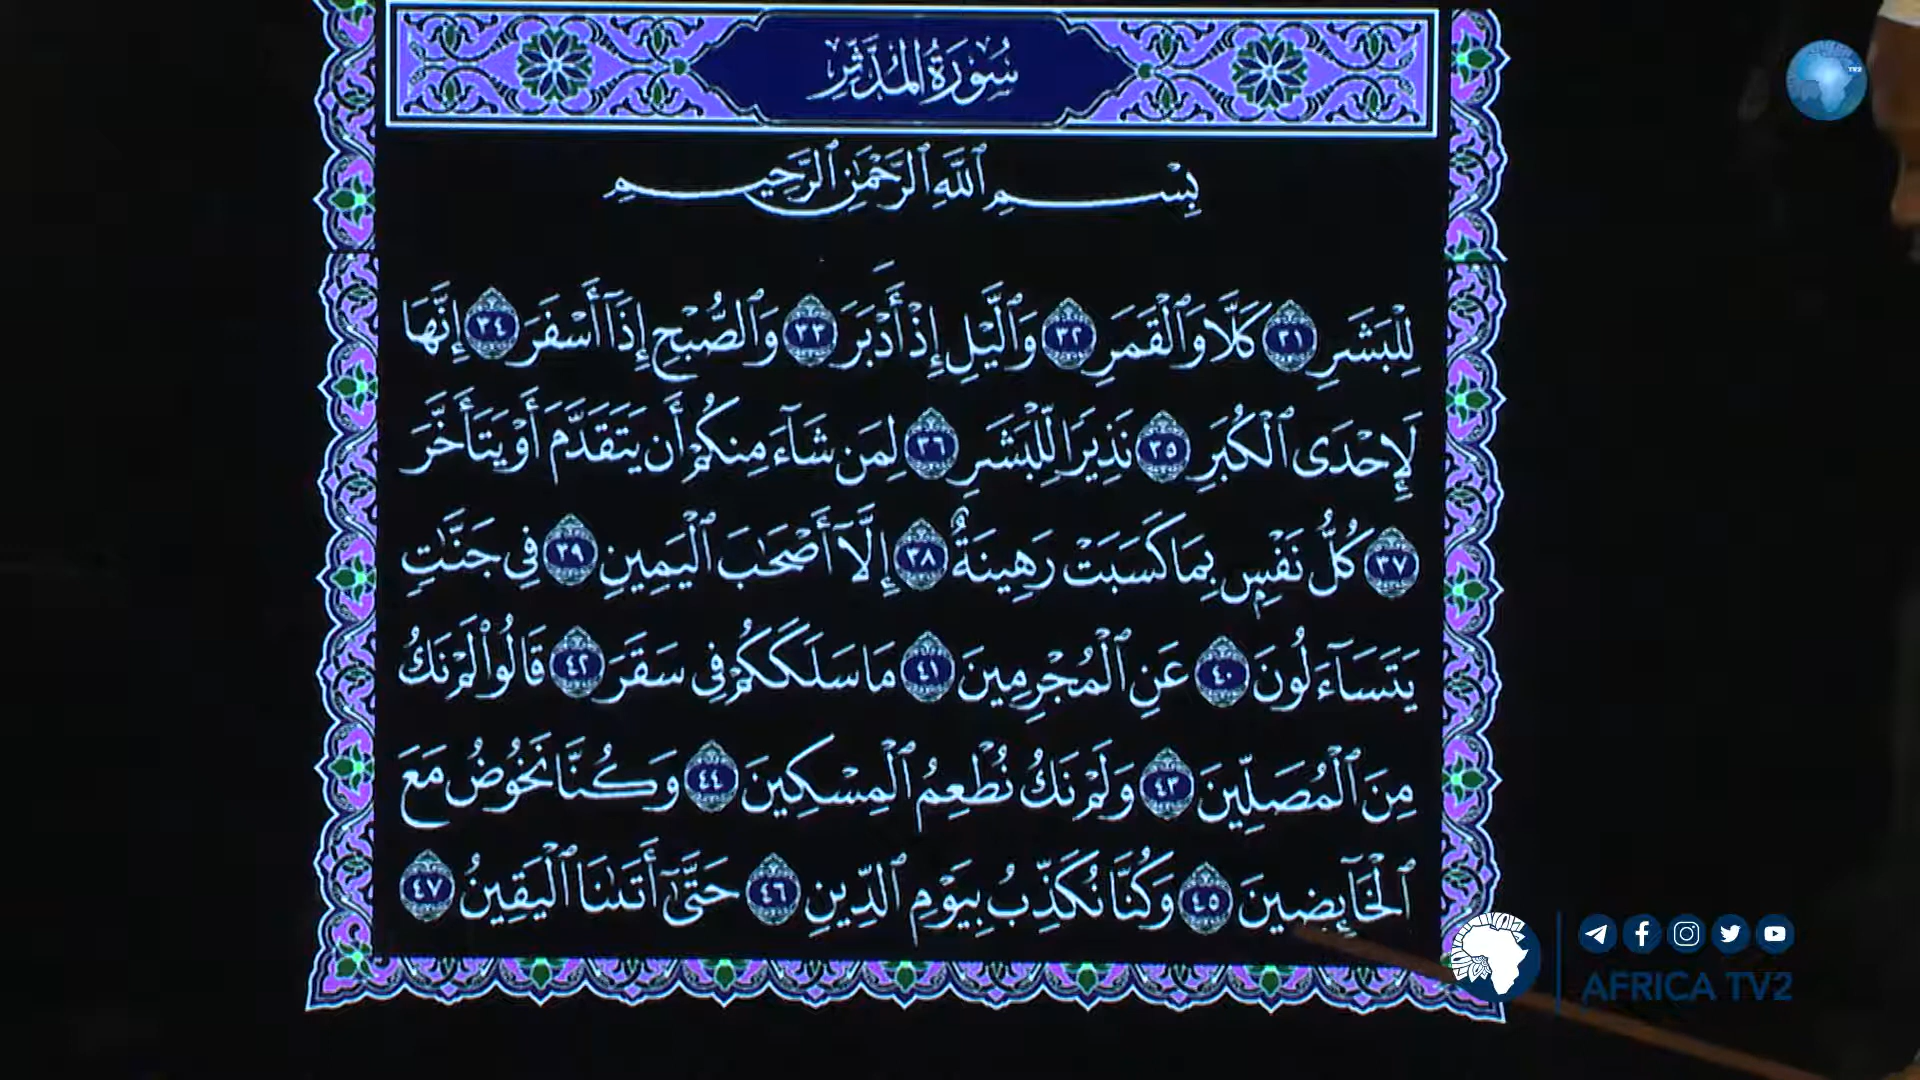 TV2
سُورَةُ المُدَّثِّرِ
بِسْمِ ٱللَّهِ ٱلرَّحْمَٰنِ ٱلرَّحِيمِ
لِلْبَشَرِ ٣١ كَلَّا وَٱلْقَمَرِ ٣٢ وَٱلَّيْلِ إِذْ أَدْبَرَ ٣٣ وَٱلصُّبْحِ إِذَآ أَسْفَرَ ٣٤ إِنَّهَا
لَإِحْدَى ٱلْكُبَرِ ٣٥ نَذِيرًا لِّلْبَشَرِ ٣٦ لِمَن شَآءَ مِنكُمْ أَن يَتَقَدَّمَ أَوْ يَتَأَخَّرَ
٣٧ كُلُّ نَفْسٍۭ بِمَا كَسَبَتْ رَهِينَةٌ ٣٨ إِلَّآ أَصْحَٰبَ ٱلْيَمِينِ ٣٩ فِى جَنَّٰتٍ
يَتَسَآءَلُونَ ٤٠ عَنِ ٱلْمُجْرِمِينَ ٤١ مَا سَلَكَكُمْ فِى سَقَرَ ٤٢ قَالُوا۟ لَمْ نَكُ
مِنَ ٱلْمُصَلِّينَ ٤٣ وَلَمْ نَكُ نُطْعِمُ ٱلْمِسْكِينَ ٤٤ وَكُنَّا نَخُوضُ مَعَ
ٱلْخَآئِضِينَ ٤٥ وَكُنَّا نُكَذِّبُ بِيَوْمِ ٱلدِّينِ ٤٦ حَتَّىٰٓ أَتَىٰنَا ٱلْيَقِينُ ٤٧
AFRICA TV2